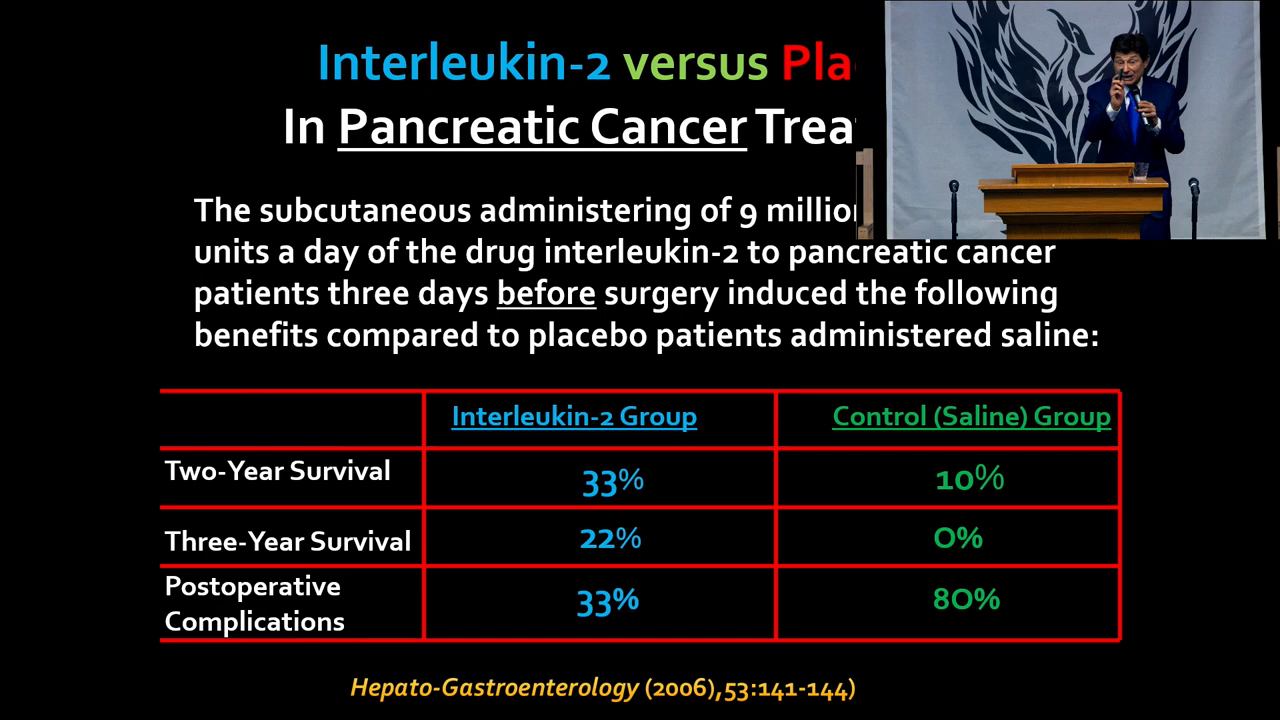 Interleukin-2 versus
In Pancreatic Cancer
The subcutaneous administering of 9
units a day of the drug interleukin-2 to pancreatic cancer
patients three days before surgery induced the following
benefits compared to placebo patients administered saline:
Interleukin-2 Group Control (Saline) Group
Two-Year Survival 33% 10%
Three-Year Survival 22% 0%
Postoperative
Complications 33% 80%
Hepato-Gastroenterology (2006),53:141-144)